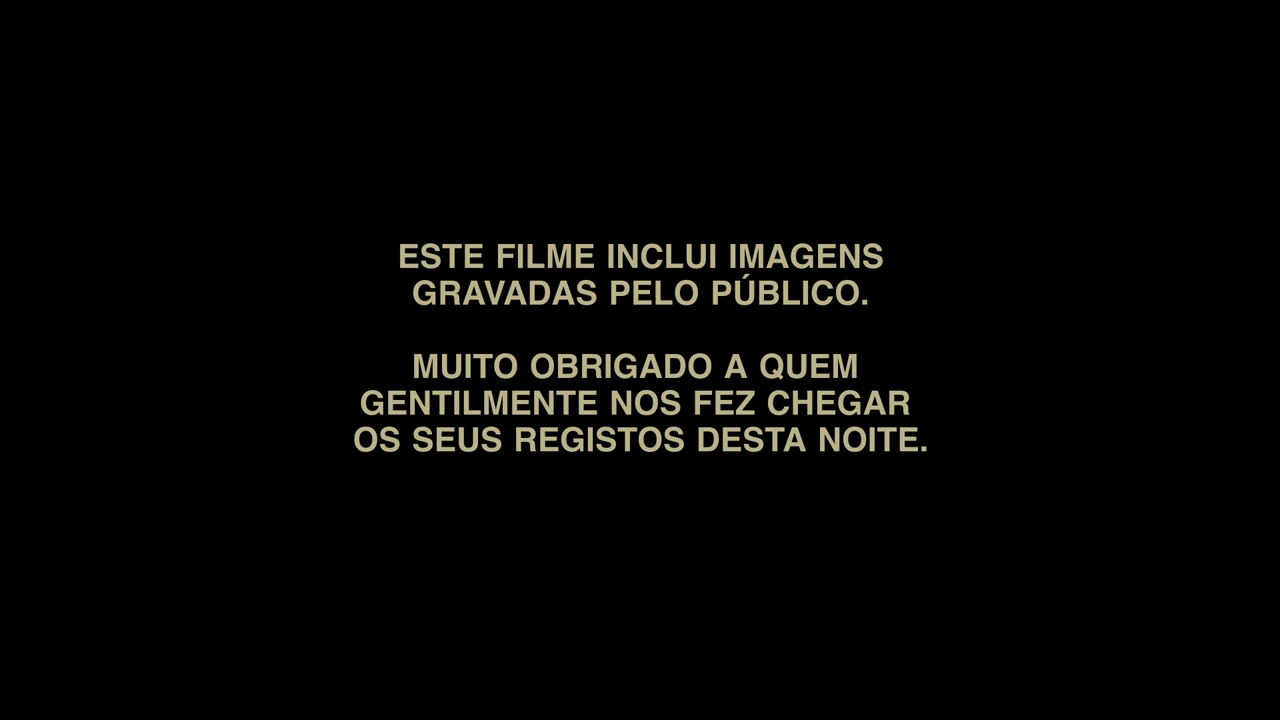 ESTE FILME INCLUI IMAGENS
GRAVADAS PELO PÚBLICO.
MUITO OBRIGADO A QUEM
GENTILMENTE NOS FEZ CHEGAR
OS SEUS REGISTOS DESTA NOITE.